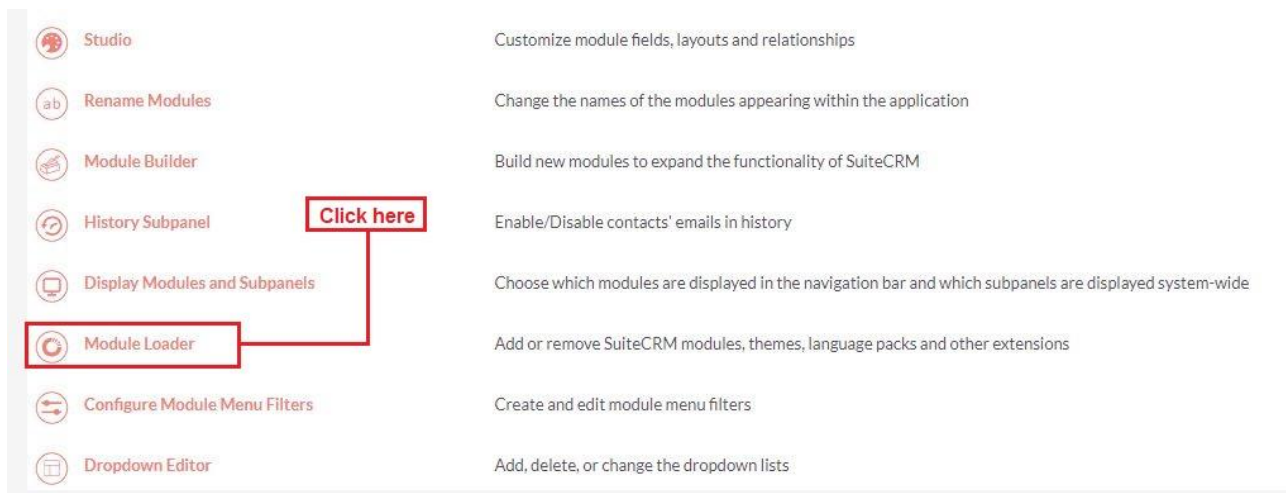 Studio Customize module fields, layouts and relationships
ab Rename Modules Change the names of the modules appearing within the application
Module Builder Build new modules to expand the functionality of SuiteCRM
History Subpanel Click here Enable/Disable contacts' emails in history
Display Modules and Subpanels Choose which modules are displayed in the navigation bar and which subpanels are displayed system-wide
Module Loader Add or remove SuiteCRM modules, themes, language packs and other extensions
Configure Module Menu Filters Create and edit module menu filters
Dropdown Editor Add, delete, or change the dropdown lists